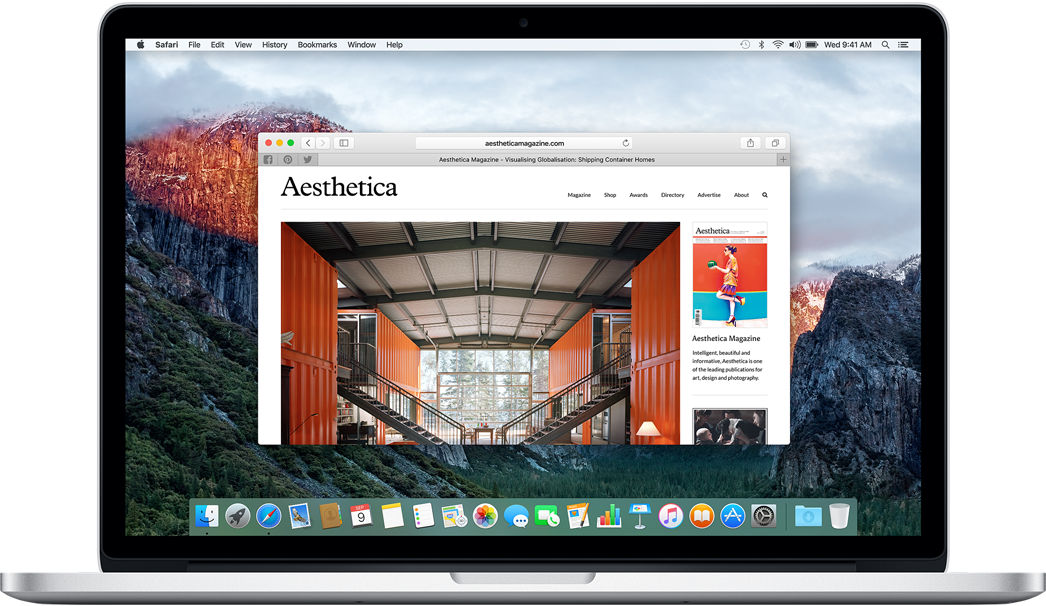 Safari File Edit View History Bookmarks Window Help
Wed 9:41 AM
aestheticamagazine.com
Aesthetica Magazine - Visualising Globalisation: Shipping Container Homes
Aesthetica
Magazine Shop Awards Directory Advertise About
Aesthetica
Aesthetica Magazine
Intelligent, beautiful and
informative, Aesthetica is one
of the leading publications for
art, design and photography.
SEP
9